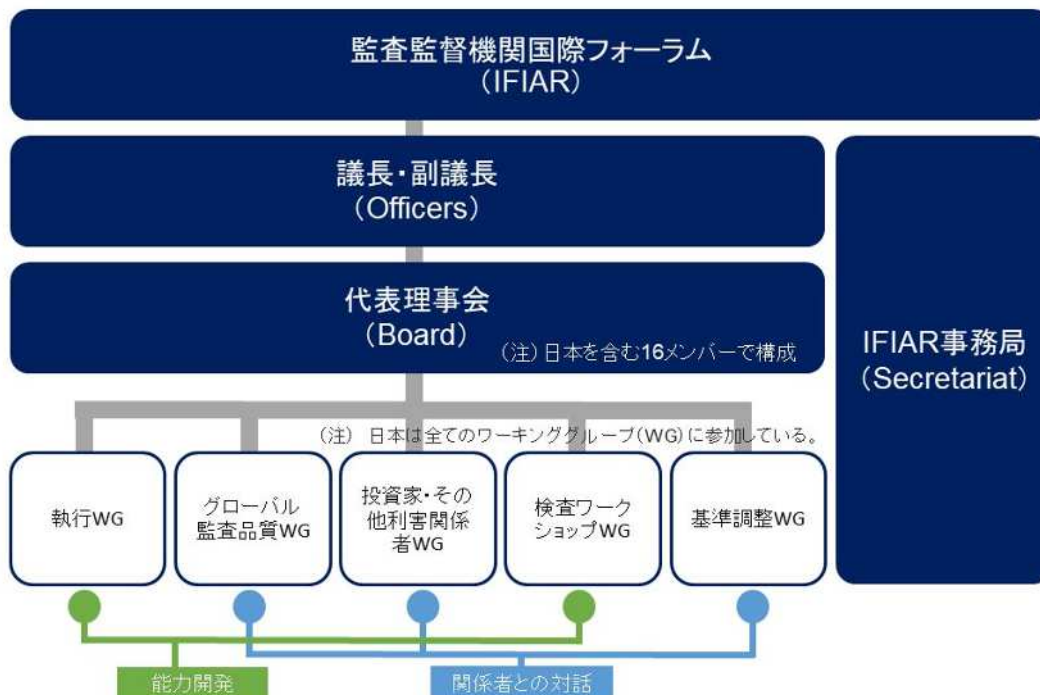 監査監督機関国際フォーラム
(IFIAR)
議長・副議長
(Officers)
代表理事会
(Board)
(注)日本を含む16メンバーで構成
IFIAR事務局
(Secretariat)
(注) 日本は全てのワーキンググループ(WG)に参加している。
執行WG
グローバル
監査品質WG
投資家・その
他利害関係
者WG
検査ワーク
ショップWG
基準調整WG
能力開発
関係者との対話